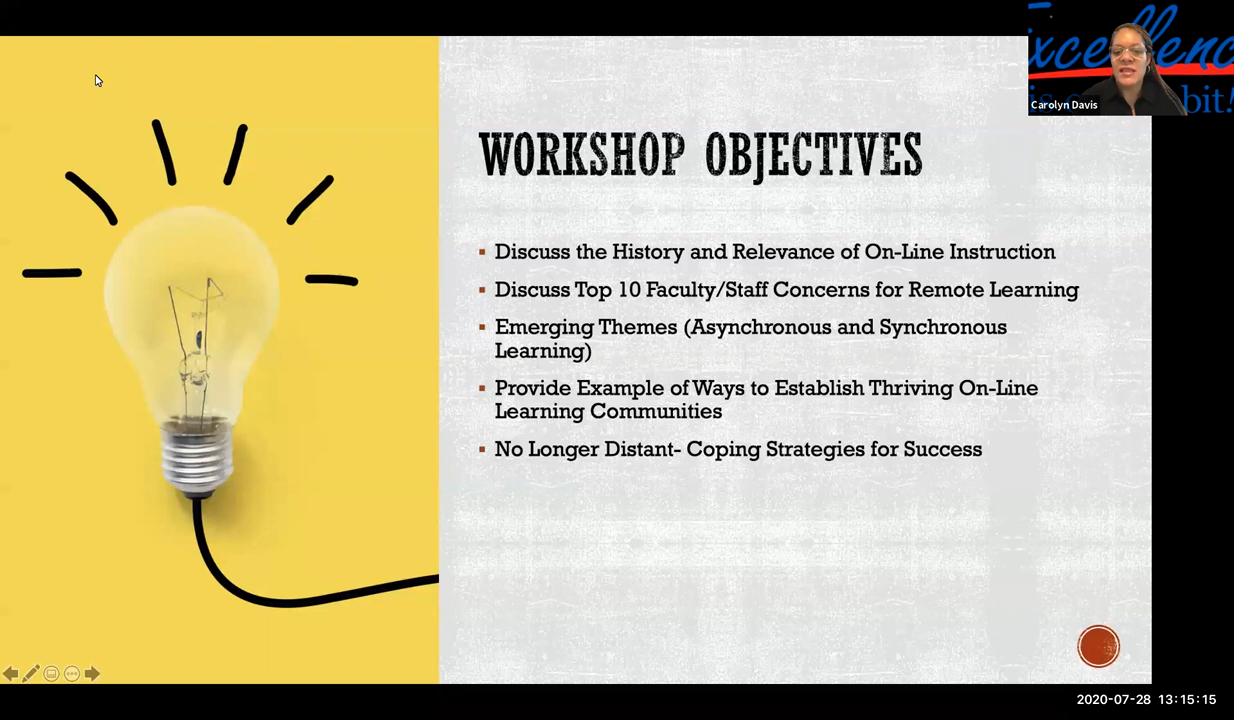 Carolyn Davis
WORKSHOP OBJECTIVES
Discuss the History and Relevance of On-Line Instruction
Discuss Top 10 Faculty/Staff Concerns for Remote Learning
Emerging Themes (Asynchronous and Synchronous
Learning)
Provide Example of Ways to Establish Thriving On-Line
Learning Communities
No Longer Distant- Coping Strategies for Success
2020-07-28 13:15:15